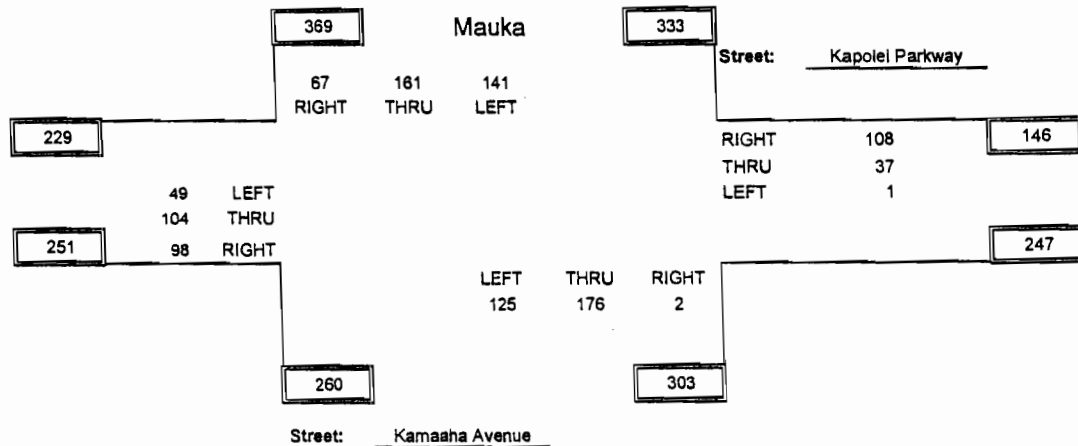 369 Mauka 333
Street: Kapolei Parkway
67 161 141
RIGHT THRU LEFT
229 146
RIGHT 108
THRU 37
LEFT 1
49 LEFT
104 THRU
251 98 RIGHT 247
LEFT THRU RIGHT
125 176 2
260 303
Street: Kamaaha Avenue